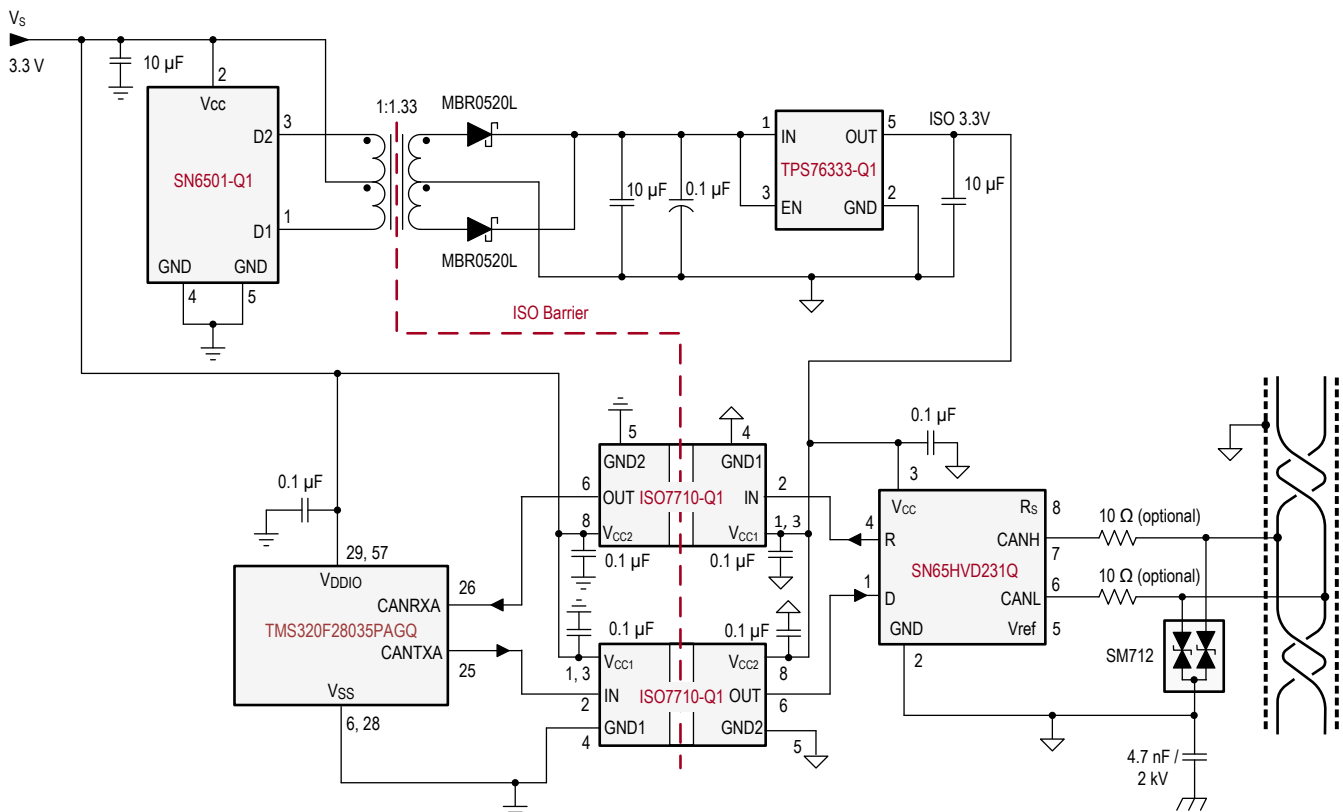 VS
3.3 V
10 µF
2
Vcc
D2
3
SN6501-Q1
D1
1
GND
GND
4
5
1:1.33
MBR0520L
MBR0520L
10 µF
0.1 µF
1
IN
OUT
5
TPS76333-Q1
3
EN
GND
2
ISO 3.3V
10 µF
ISO Barrier
5
4
GND2
GND1
6
OUT
ISO7710-Q1
IN
2
8
VCC2
VCC1
1, 3
0.1 µF
0.1 µF
0.1 µF
29, 57
VDDIO
CANRXA
26
TMS320F28035PAGQ
CANTXA
25
VSS
6, 28
0.1 µF
0.1 µF
1, 3
VCC1
VCC2
8
2
IN
ISO7710-Q1
OUT
6
4
GND1
GND2
5
0.1 µF
3
VCC
RS
8
4
R
CANH
7
SN65HVD231Q
1
D
CANL
6
GND
Vref
5
2
10 Ω (optional)
10 Ω (optional)
SM712
4.7 nF /
2 kV